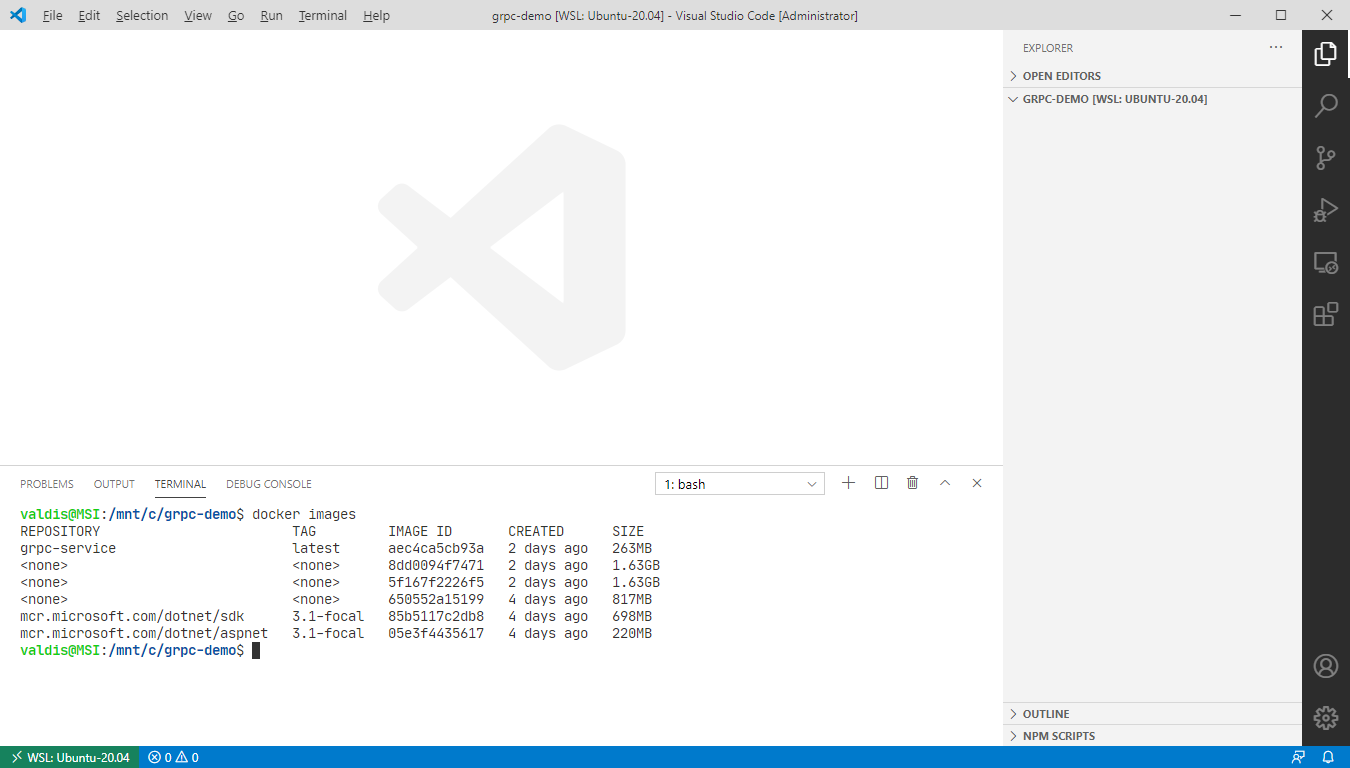 File Edit Selection View Go Run Terminal Help grpc-demo [WSL: Ubuntu-20.04] - Visual Studio Code [Administrator]
EXPLORER
OPEN EDITORS
GRPC-DEMO [WSL: UBUNTU-20.04]
PROBLEMS OUTPUT TERMINAL DEBUG CONSOLE 1: bash
valdis@MSI:/mnt/c/grpc-demo$ docker images
REPOSITORY TAG IMAGE ID CREATED SIZE
grpc-service latest aec4ca5cb93a 2 days ago 263MB
<none> <none> 8dd0094f7471 2 days ago 1.63GB
<none> <none> 5f167f2226f5 2 days ago 1.63GB
<none> <none> 650552a15199 4 days ago 817MB
mcr.microsoft.com/dotnet/sdk 3.1-focal 85b5117c2db8 4 days ago 698MB
mcr.microsoft.com/dotnet/aspnet 3.1-focal 05e3f4435617 4 days ago 220MB
valdis@MSI:/mnt/c/grpc-demo$
OUTLINE
NPM SCRIPTS
WSL: Ubuntu-20.04 0 0